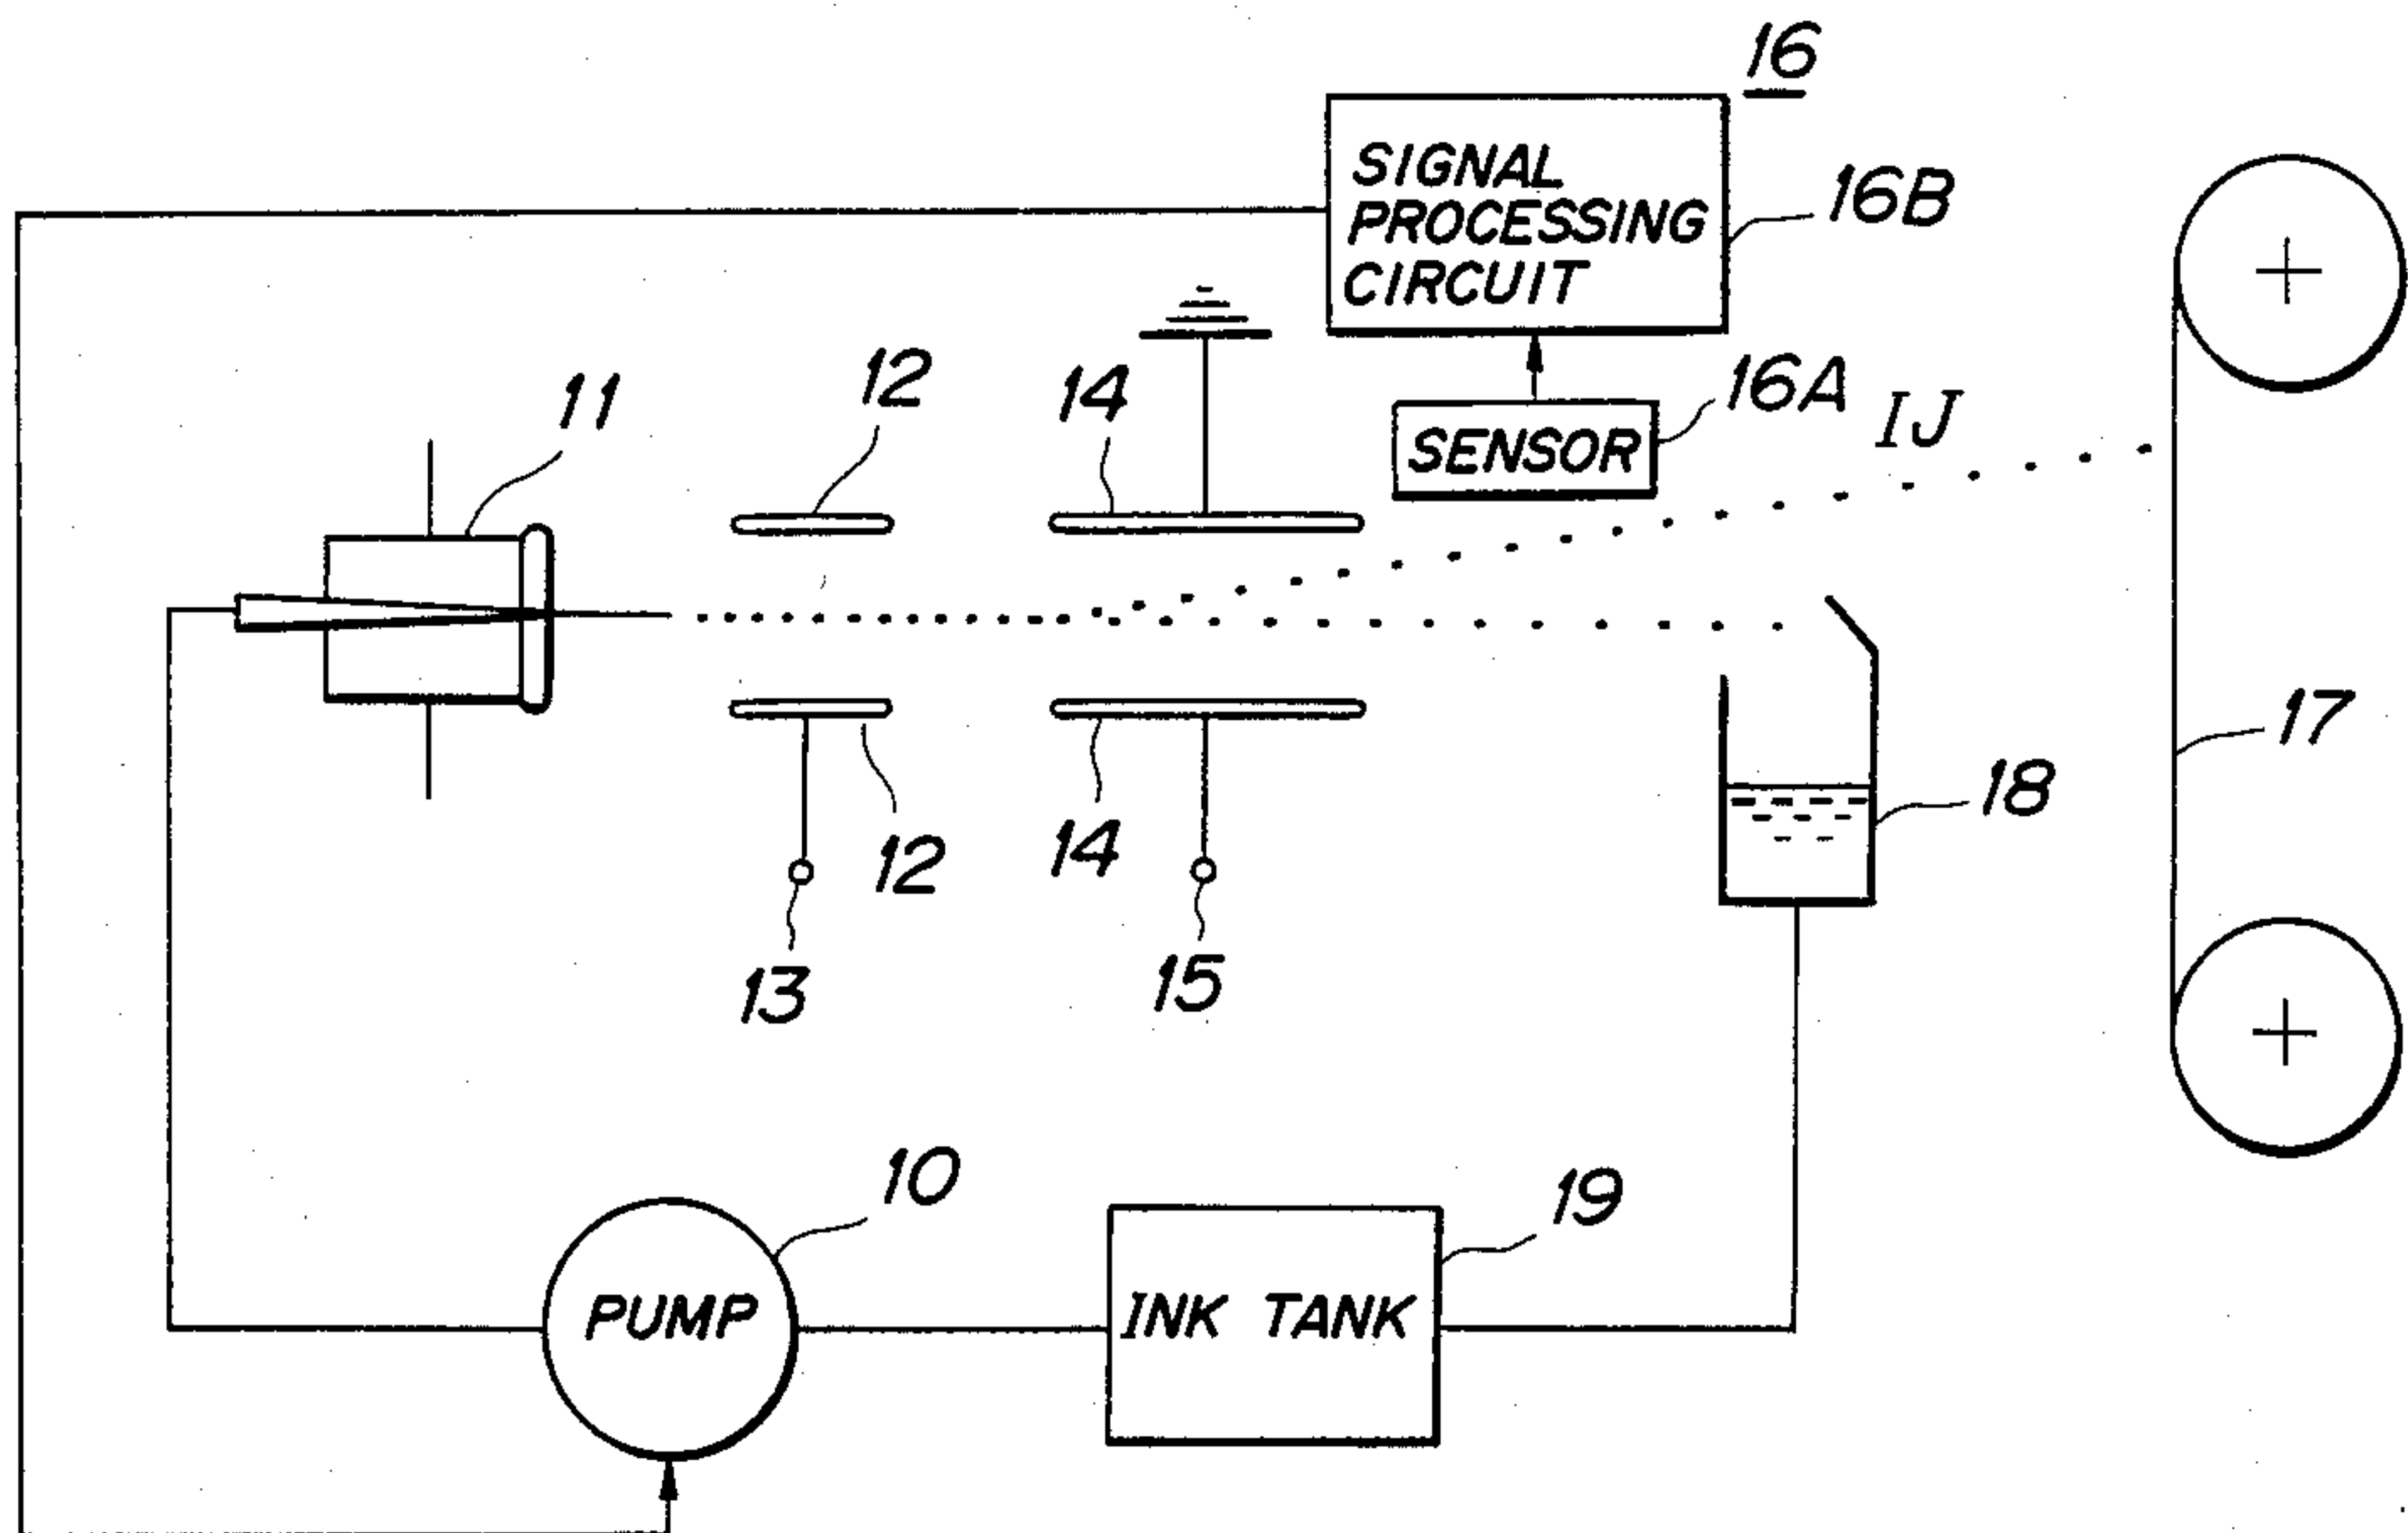 16
SIGNAL
PROCESSING
CIRCUIT
16B
12
14
16A
IJ
11
SENSOR
17
18
12
14
13
15
10
19
PUMP
INK TANK